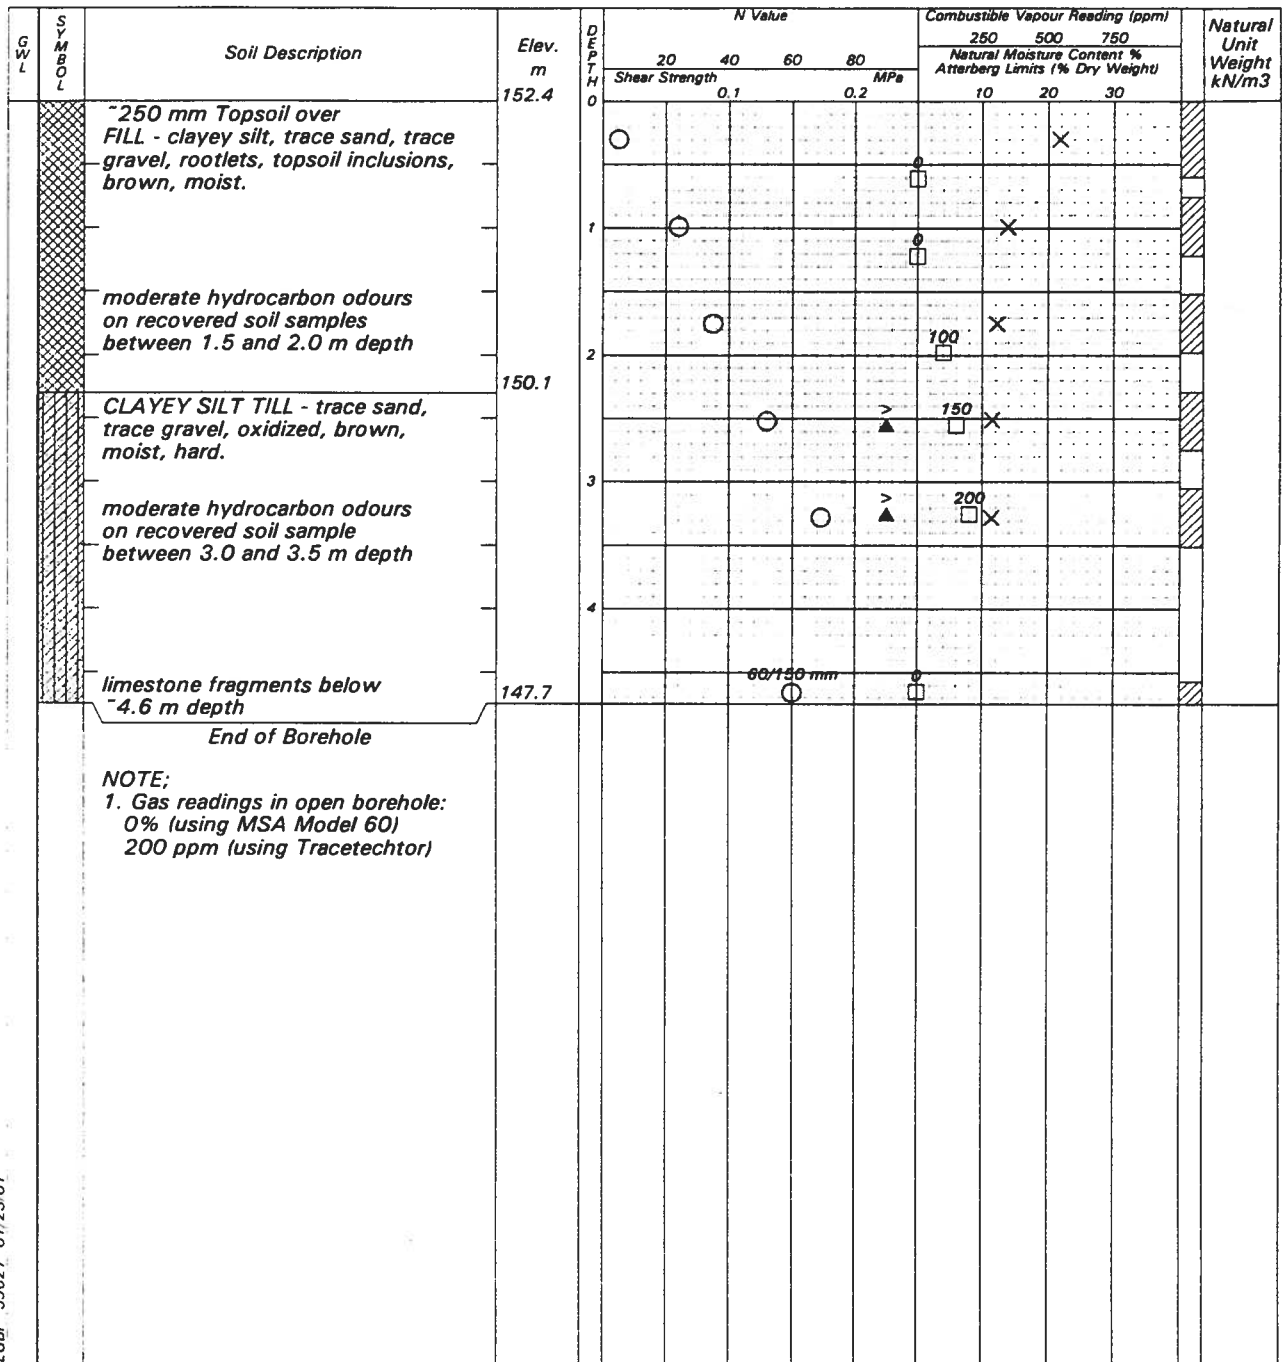 GWL
SYMBOL
Soil Description
Elev.
m
DEPTH
N Value
20 40 60 80
Shear Strength MPa
0.1 0.2
Combustible Vapour Reading (ppm)
250 500 750
Natural Moisture Content %
Atterberg Limits (% Dry Weight)
10 20 30
Natural
Unit
Weight
kN/m3
152.4
0
~250 mm Topsoil over
FILL - clayey silt, trace sand, trace
gravel, rootlets, topsoil inclusions,
brown, moist.
0
1
0
moderate hydrocarbon odours
on recovered soil samples
between 1.5 and 2.0 m depth
100
2
150.1
CLAYEY SILT TILL - trace sand,
trace gravel, oxidized, brown,
moist, hard.
> 150
3
moderate hydrocarbon odours
on recovered soil sample
between 3.0 and 3.5 m depth
> 200
4
limestone fragments below
~4.6 m depth
60/150 mm 0
147.7
End of Borehole
NOTE;
1. Gas readings in open borehole:
0% (using MSA Model 60)
200 ppm (using Tracetechtor)